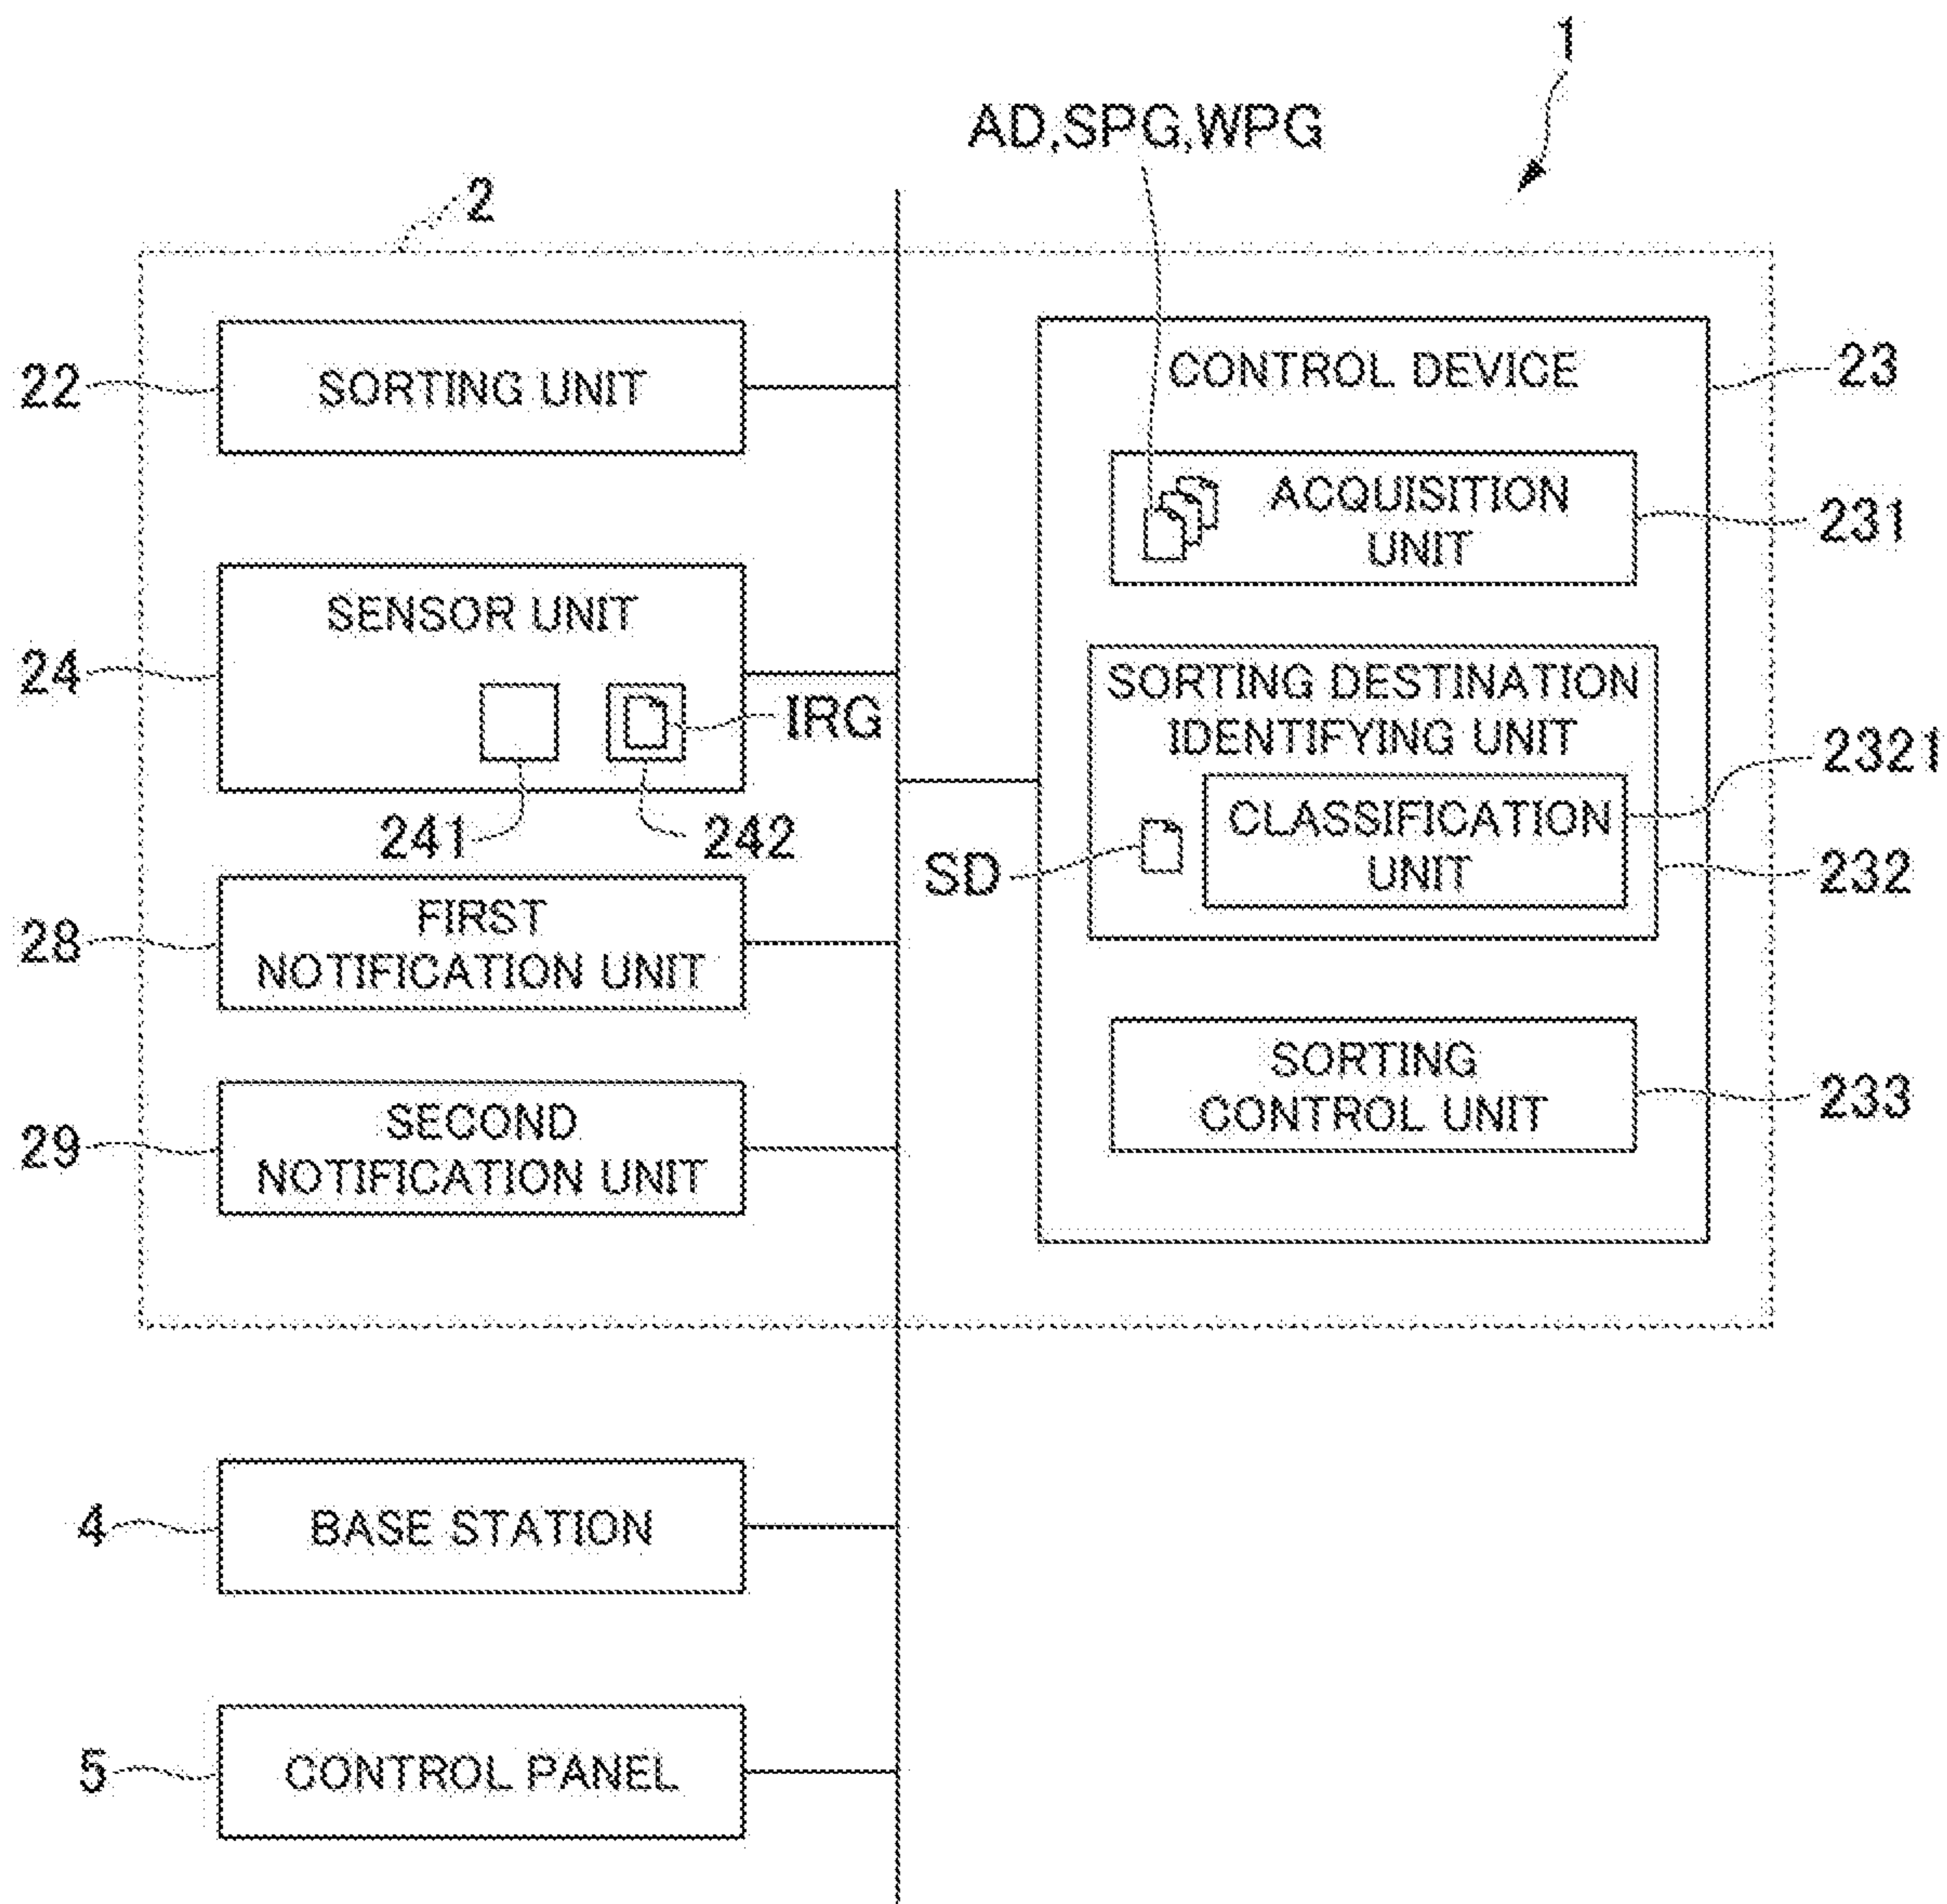 1
AD,SPG,WPG
2
22
SORTING UNIT
CONTROL DEVICE
23
ACQUISITION
UNIT
231
24
SENSOR UNIT
IRG
241
242
SORTING DESTINATION
IDENTIFYING UNIT
2321
CLASSIFICATION
UNIT
SD
232
28
FIRST
NOTIFICATION UNIT
SORTING
CONTROL UNIT
233
29
SECOND
NOTIFICATION UNIT
4
BASE STATION
5
CONTROL PANEL